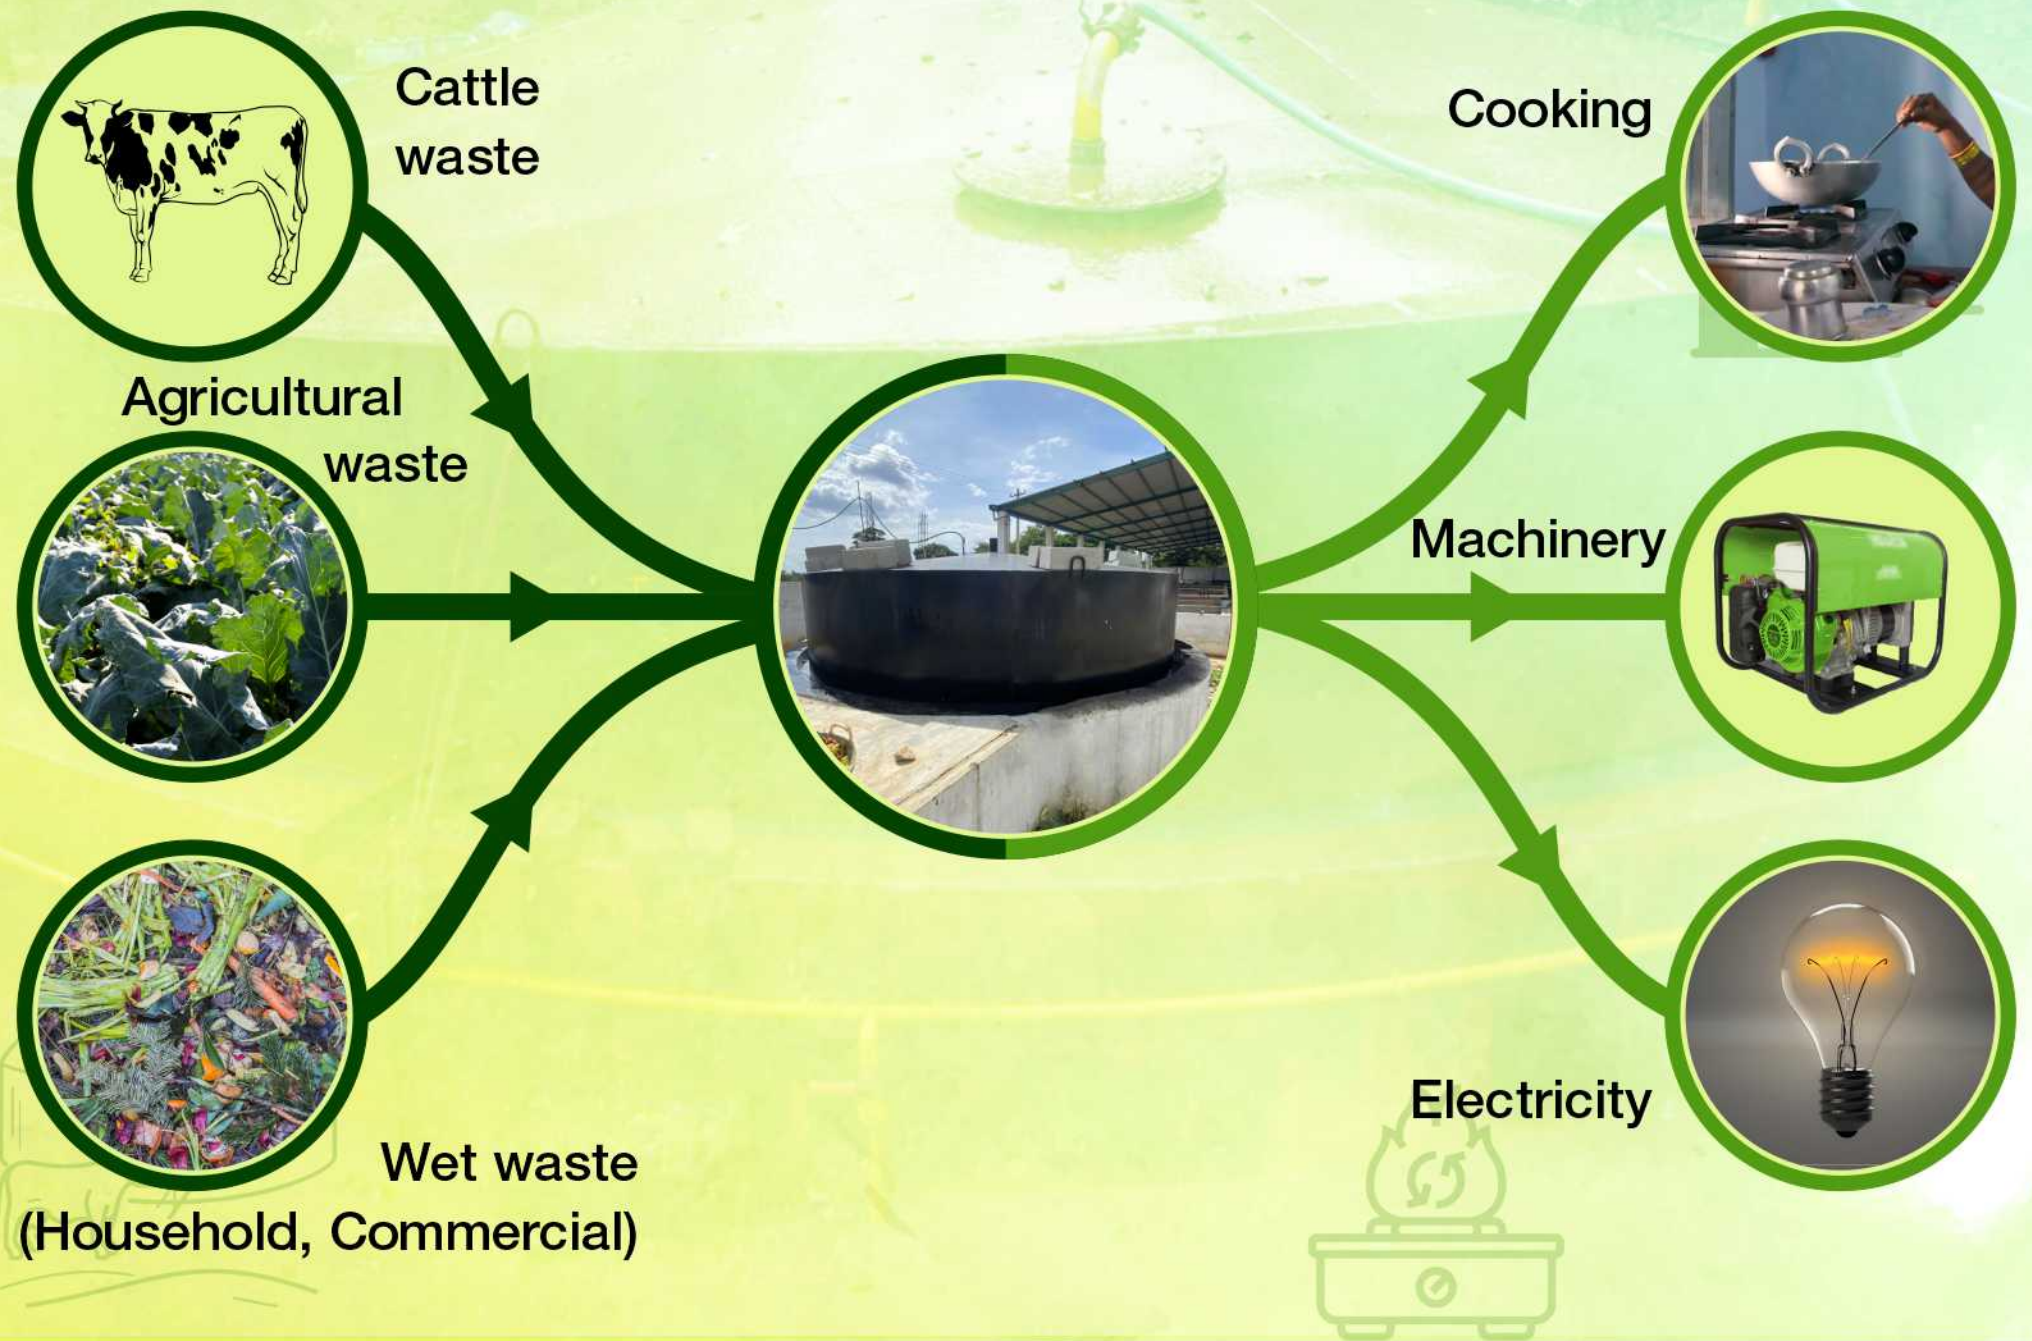 Cattle
waste
Agricultural
waste
Wet waste
(Household, Commercial)
Cooking
Machinery
Electricity